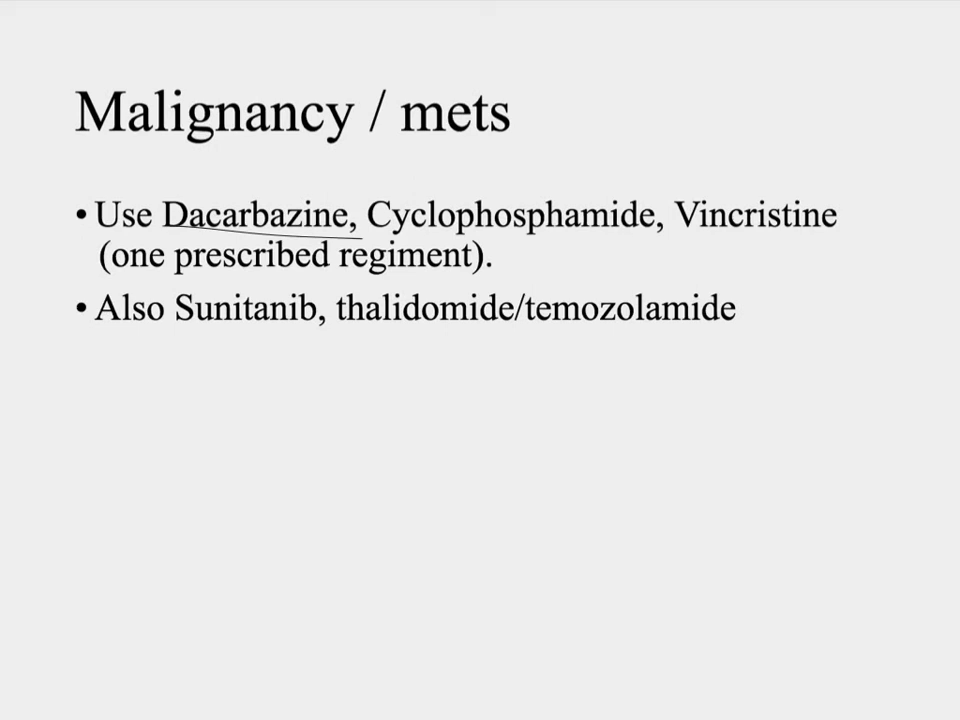 Malignancy / mets
• Use Dacarbazine, Cyclophosphamide, Vincristine
(one prescribed regiment).
• Also Sunitanib, thalidomide/temozolamide